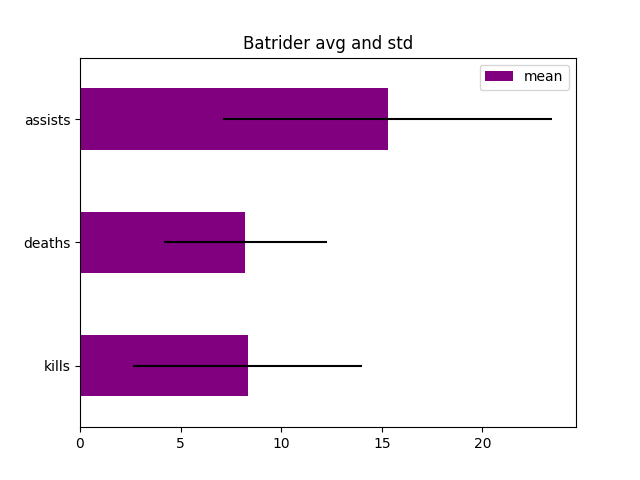 Batrider avg and std
mean
assists
deaths
kills
0 5 10 15 20